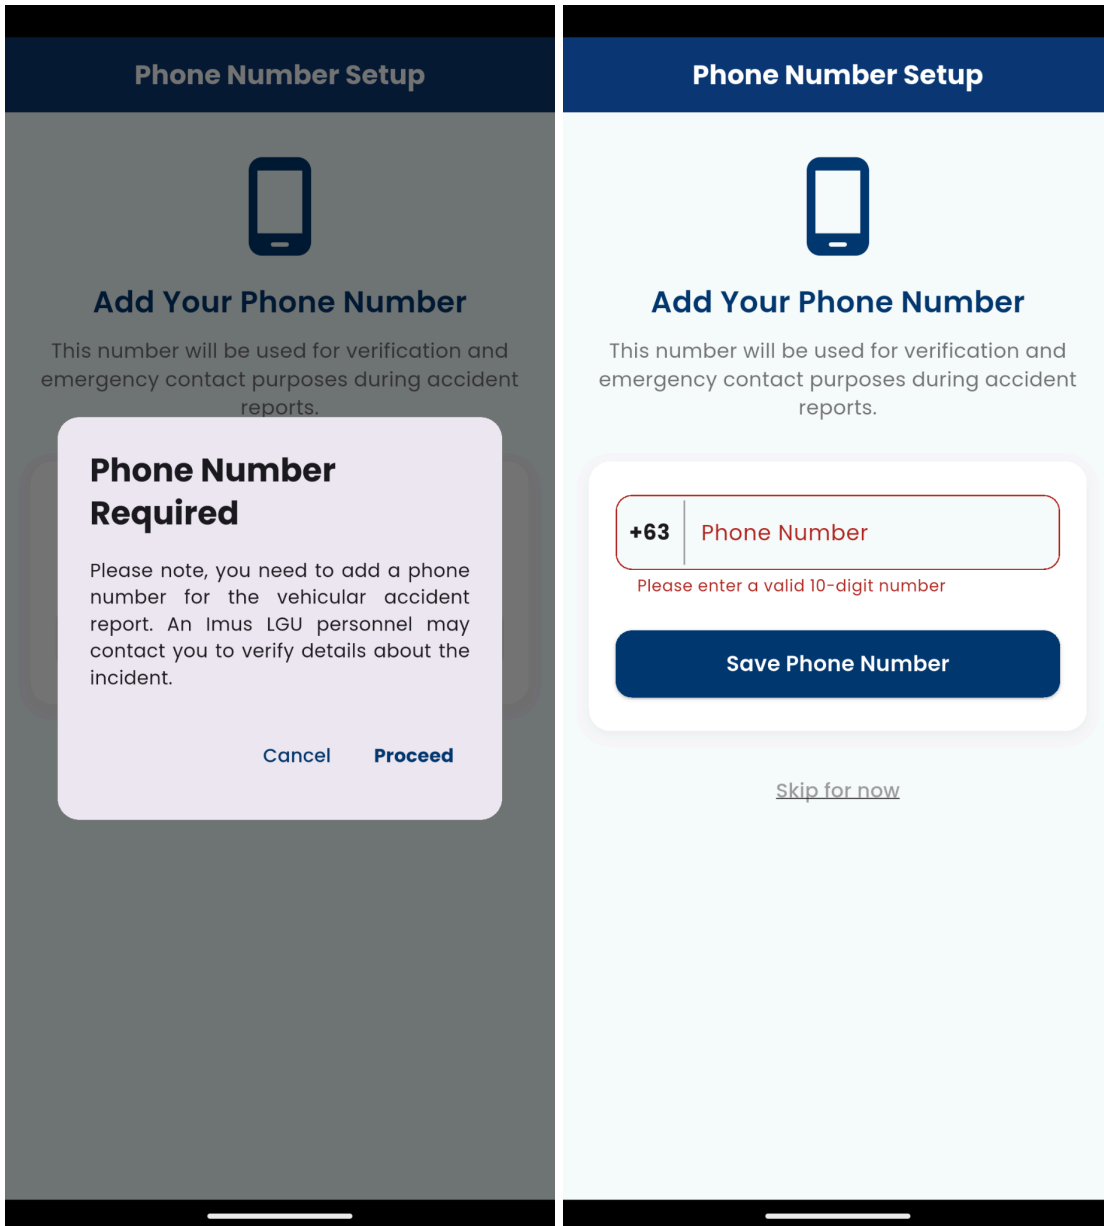 Phone Number Setup
Add Your Phone Number
This number will be used for verification and
emergency contact purposes during accident
reports.
Phone Number
Required
Please note, you need to add a phone
number for the vehicular accident
report. An Imus LGU personnel may
contact you to verify details about the
incident.
Cancel Proceed
Phone Number Setup
Add Your Phone Number
This number will be used for verification and
emergency contact purposes during accident
reports.
+63 Phone Number
Please enter a valid 10-digit number
Save Phone Number
Skip for now